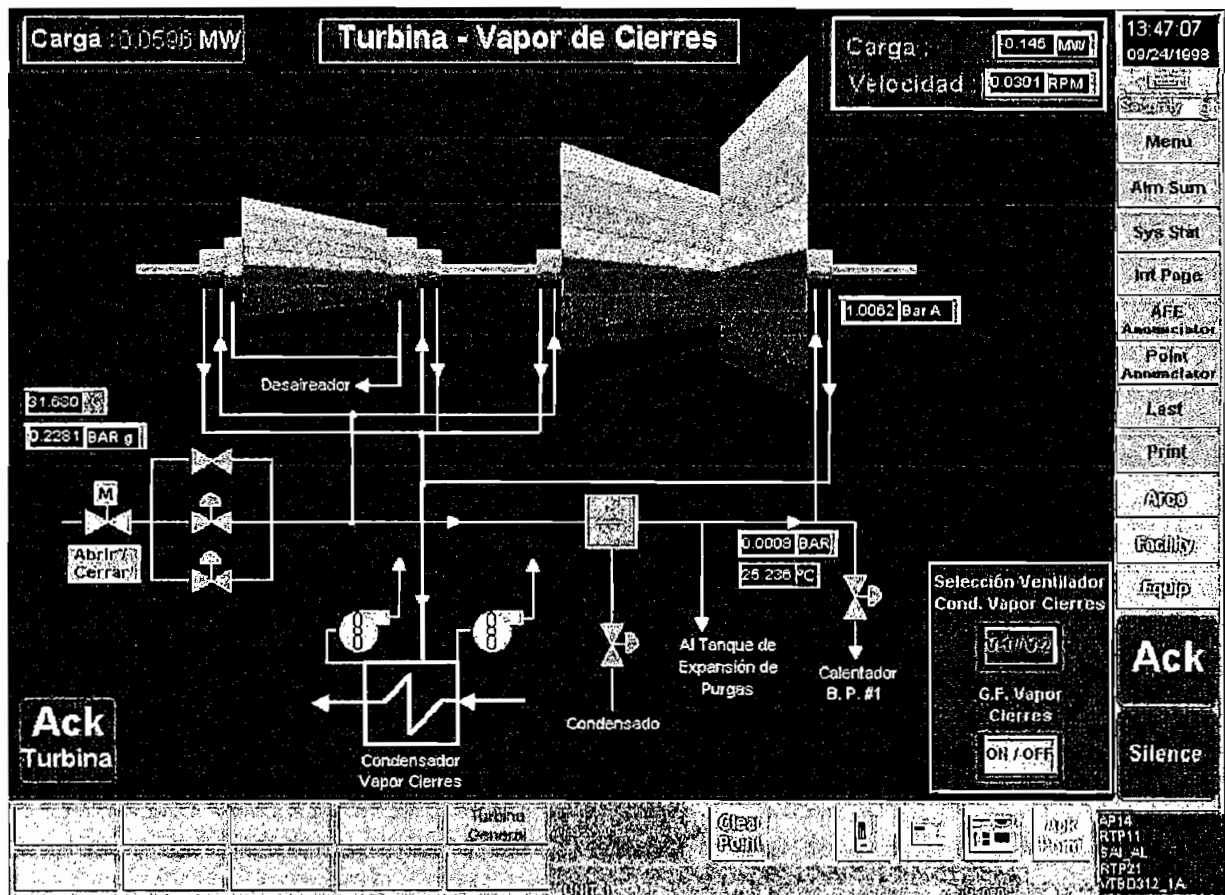 Carga : 0.0596 MW
Turbina - Vapor de Cierres
Carga : -0.146 MW
Velocidad : 0.0301 RPM
13:47:07
09/24/1998
Menu
Alm Sum
Sys Stat
Int Page
AFE
Annunciator
Point
Annunciator
Last
Print
Area
Facility
Equip
Ack
Silence
1.0062 Bar A
Desaireador
31.680
0.2281 BAR g
M
Abrir /
Cerrar
0.0009 BAR
25.236 ºC
Al Tanque de
Expansión de
Purgas
Calentador
B. P. #1
Condensado
Condensador
Vapor Cierres
Selección Ventilador
Cond. Vapor Cierres
G.F. Vapor
Cierres
ON / OFF
Ack
Turbina
Turbina
General
Clear
Point
Ack
Point
AP14
RTP11
RTP21